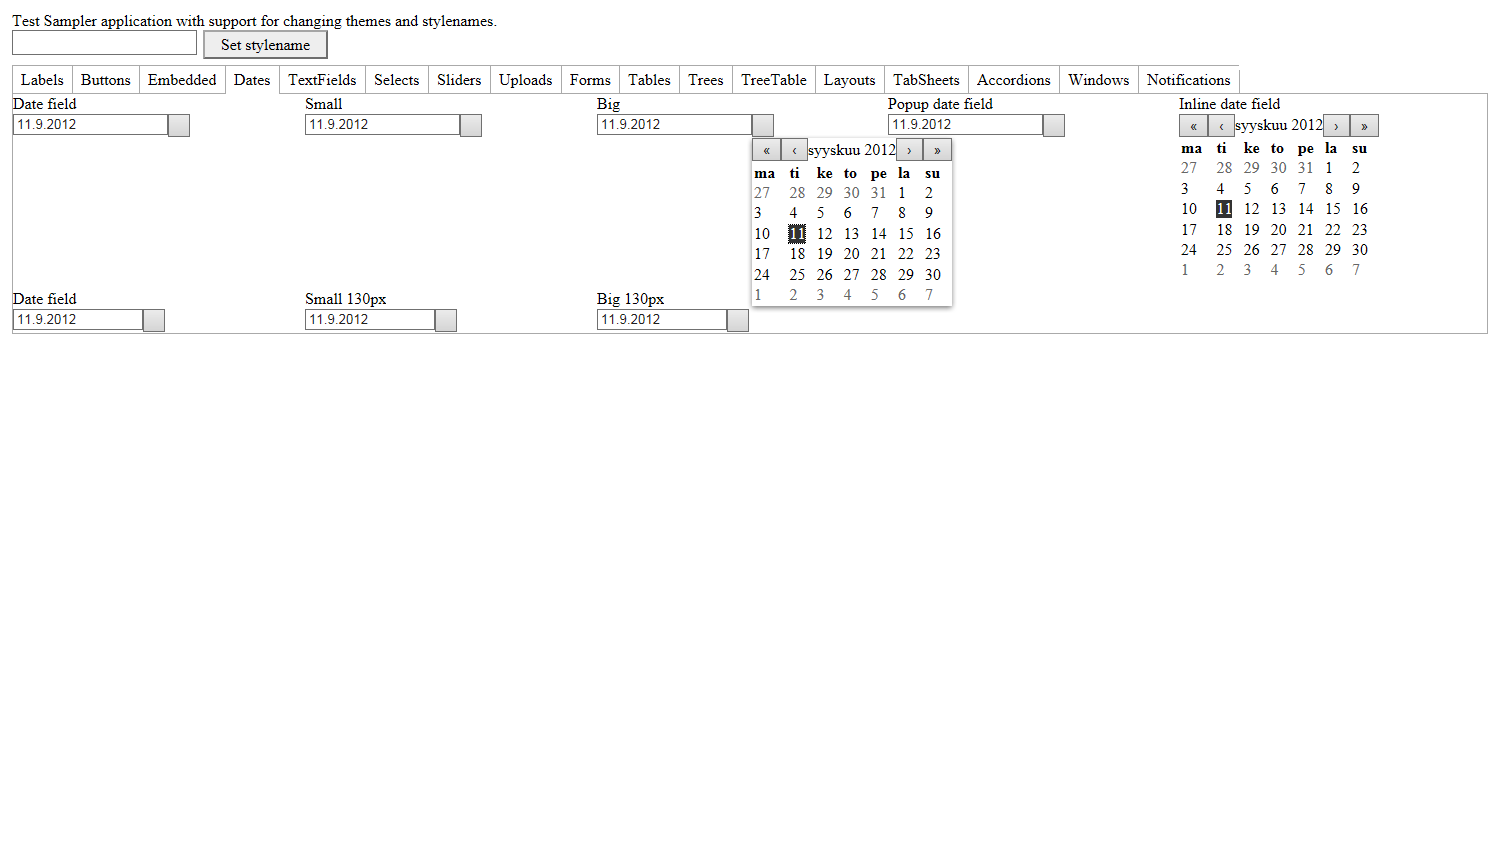 Test Sampler application with support for changing themes and stylenames.
Set stylename
Labels Buttons Embedded Dates TextFields Selects Sliders Uploads Forms Tables Trees TreeTable Layouts TabSheets Accordions Windows Notifications
Date field Small Big Popup date field Inline date field
11.9.2012 11.9.2012 11.9.2012 11.9.2012
« ‹ syyskuu 2012 › »
ma ti ke to pe la su
27 28 29 30 31 1 2
3 4 5 6 7 8 9
10 11 12 13 14 15 16
17 18 19 20 21 22 23
24 25 26 27 28 29 30
1 2 3 4 5 6 7
« ‹ syyskuu 2012 › »
ma ti ke to pe la su
27 28 29 30 31 1 2
3 4 5 6 7 8 9
10 11 12 13 14 15 16
17 18 19 20 21 22 23
24 25 26 27 28 29 30
1 2 3 4 5 6 7
Date field Small 130px Big 130px
11.9.2012 11.9.2012 11.9.2012